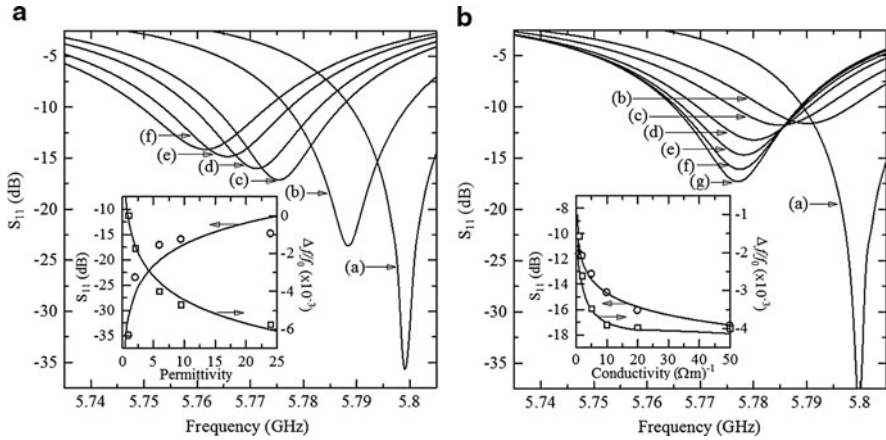 a
-5
-10
-15
-20
-25
-30
-35
S₁₁ (dB)
5.74 5.75 5.76 5.77 5.78 5.79 5.8
Frequency (GHz)
(f)
(e)
(d)
(c)
(b)
(a)
-10
-15
-20
-25
-30
-35
S₁₁ (dB)
0 5 10 15 20 25
Permittivity
0
-2
-4
-6
Δf/f₀ (x10⁻³)
b
-5
-10
-15
-20
-25
-30
-35
S₁₁ (dB)
5.74 5.75 5.76 5.77 5.78 5.79 5.8
Frequency (GHz)
(b)
(c)
(d)
(e)
(f)
(g)
(a)
-8
-10
-12
-14
-16
-18
S₁₁ (dB)
0 10 20 30 40 50
Conductivity (Ωm)⁻¹
-1
-2
-3
-4
Δf/f₀ (x10⁻³)